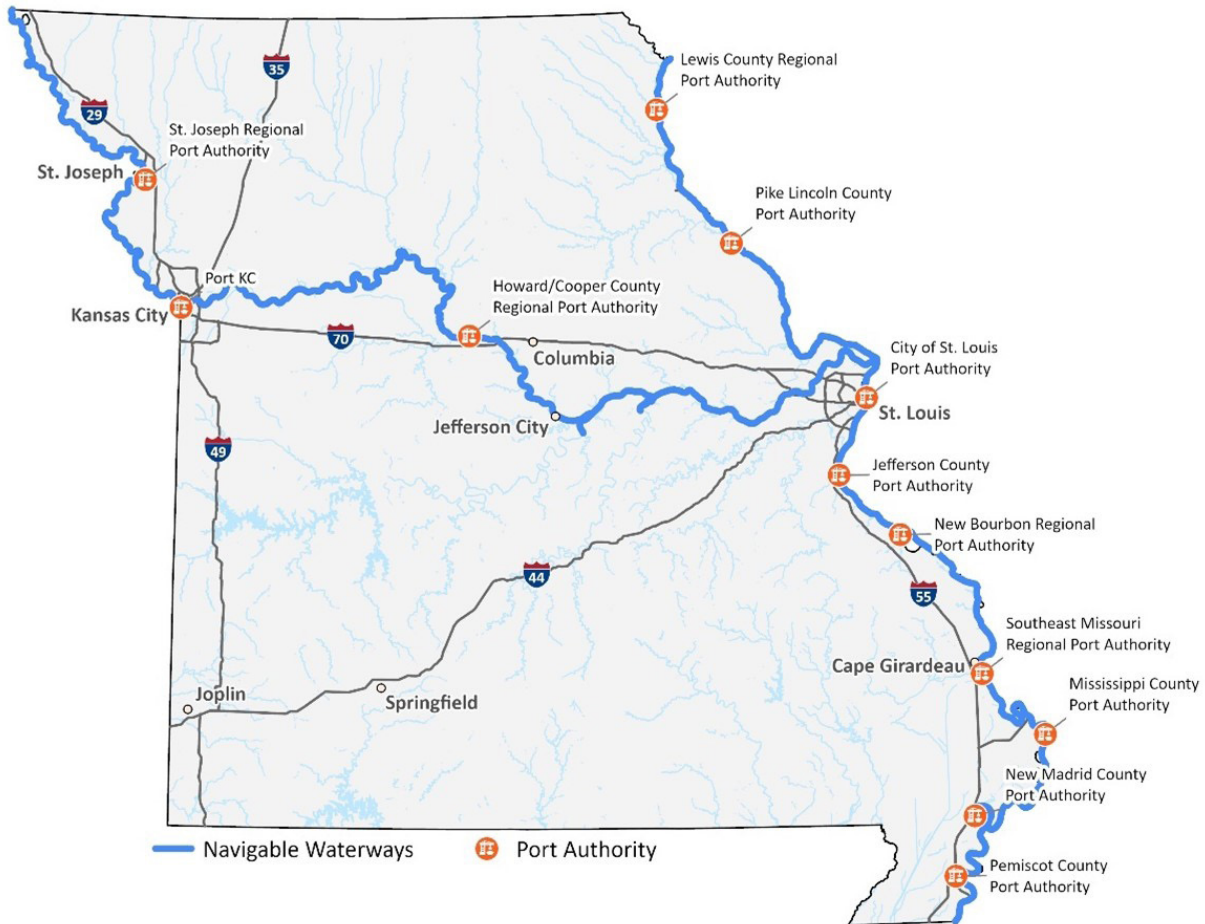 Lewis County Regional
Port Authority
35
29
St. Joseph Regional
Port Authority
St. Joseph
Pike Lincoln County
Port Authority
Port KC
Howard/Cooper County
Regional Port Authority
Kansas City
70
Columbia
City of St. Louis
Port Authority
St. Louis
Jefferson City
49
Jefferson County
Port Authority
New Bourbon Regional
Port Authority
44
55
Southeast Missouri
Regional Port Authority
Cape Girardeau
Mississippi County
Port Authority
Joplin
Springfield
New Madrid County
Port Authority
Navigable Waterways
Port Authority
Pemiscot County
Port Authority